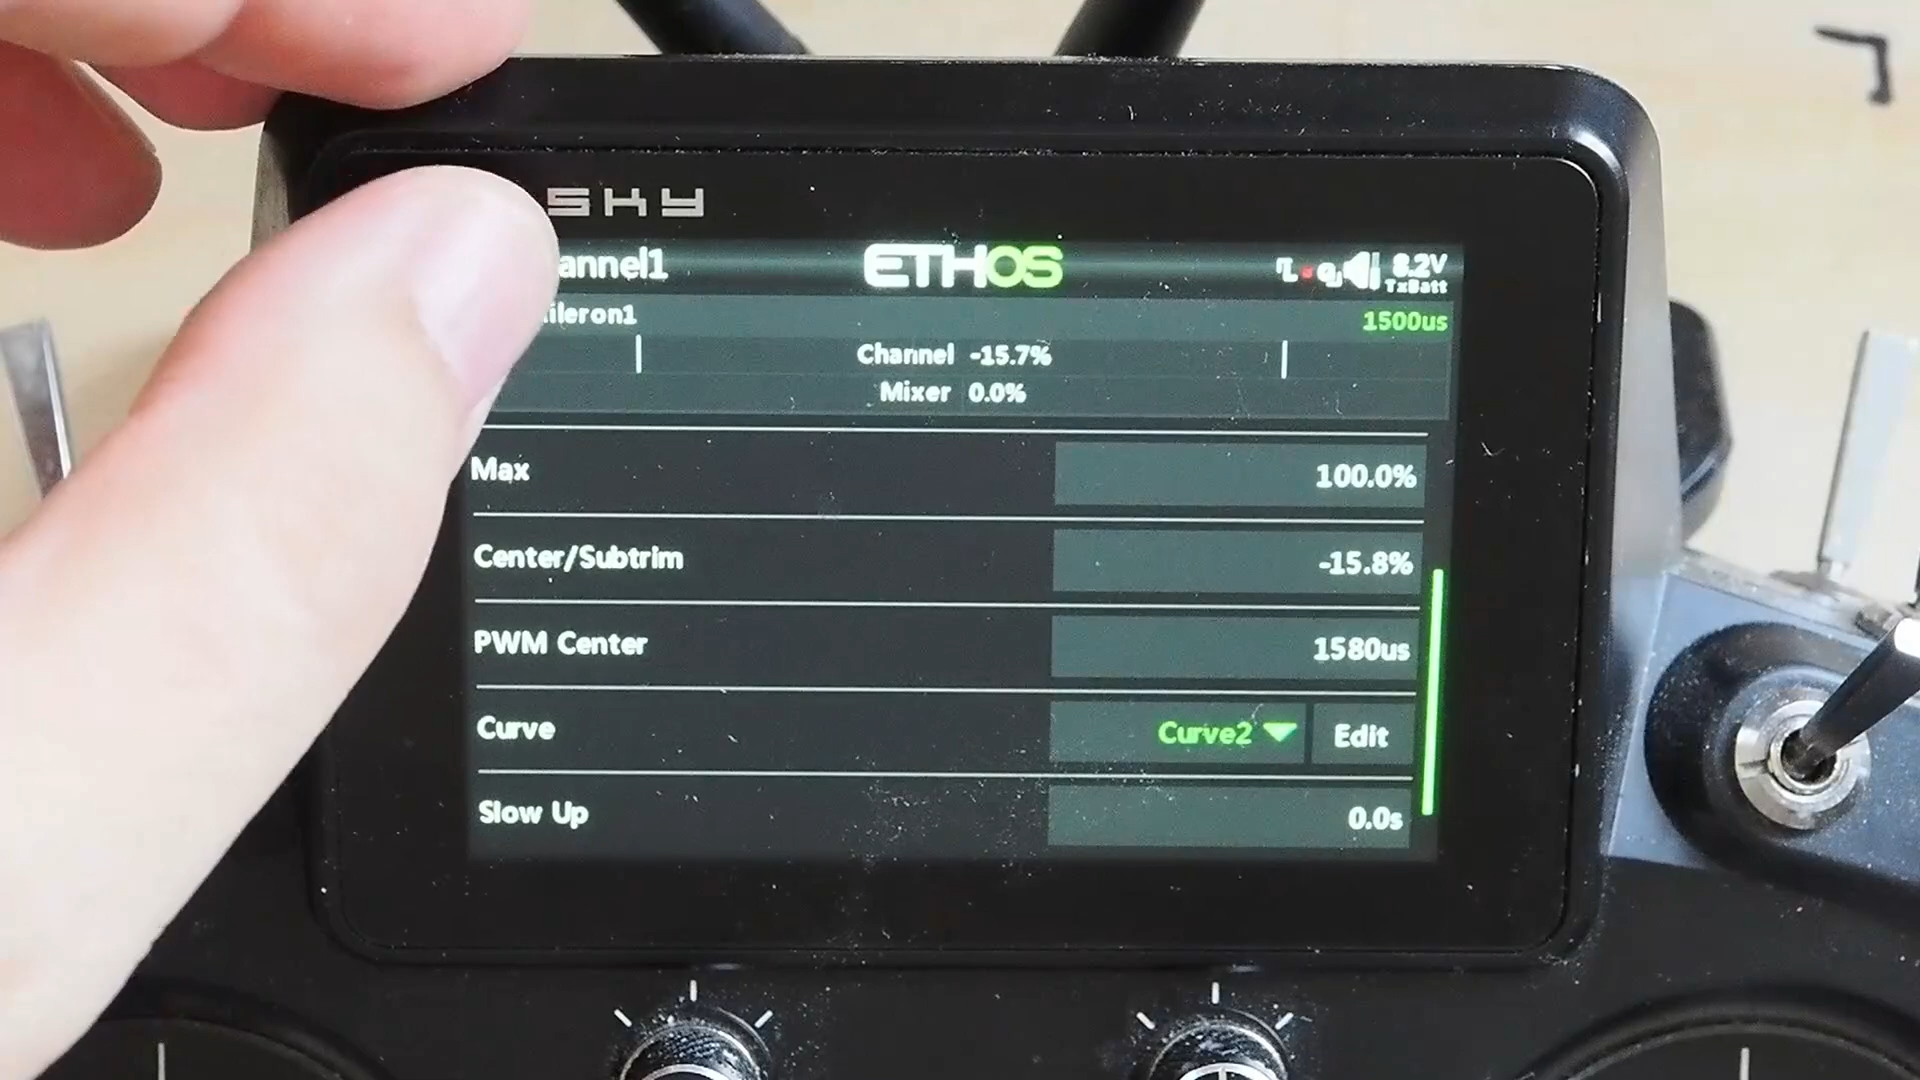 SKY
annel1 ETHOS 8.2V
TxBatt
ileron1 1500us
Channel -15.7%
Mixer 0.0%
Max 100.0%
Center/Subtrim -15.8%
PWM Center 1580us
Curve Curve2 Edit
Slow Up 0.0s